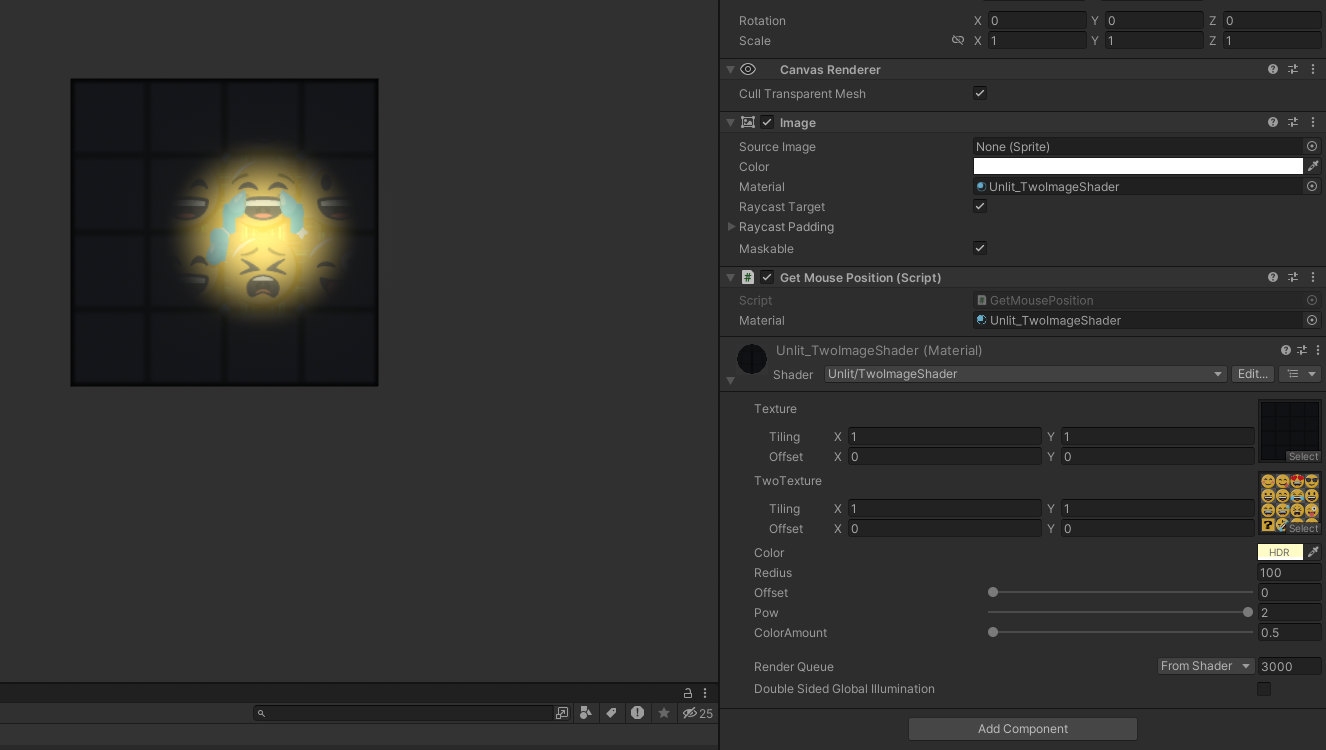 Rotation X 0 Y 0 Z 0
Scale X 1 Y 1 Z 1
Canvas Renderer
Cull Transparent Mesh
Image
Source Image None (Sprite)
Color
Material Unlit_TwoImageShader
Raycast Target
Raycast Padding
Maskable
# Get Mouse Position (Script)
Script # GetMousePosition
Material Unlit_TwoImageShader
Unlit_TwoImageShader (Material)
Shader Unlit/TwoImageShader Edit...
Texture
Tiling X 1 Y 1
Offset X 0 Y 0 Select
TwoTexture
Tiling X 1 Y 1
Offset X 0 Y 0 Select
Color HDR
Radius 100
Offset 0
Pow 2
ColorAmount 0.5
Render Queue From Shader 3000
Double Sided Global Illumination
25
Add Component